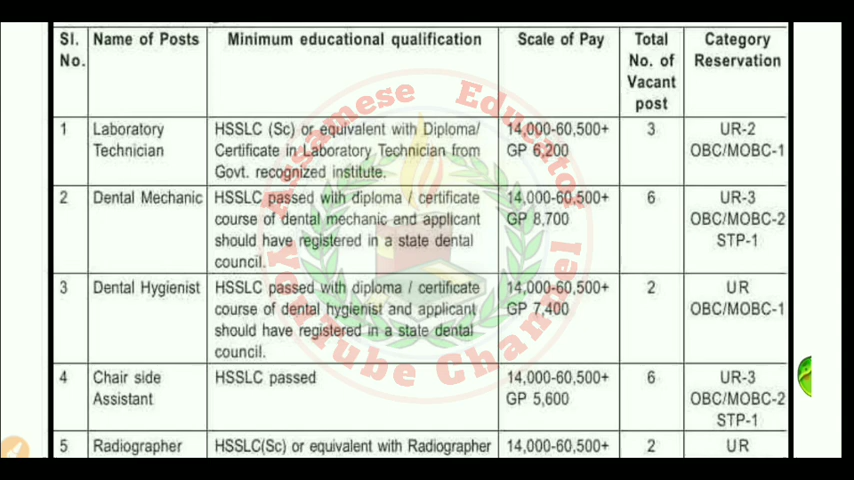 Sl. No. | Name of Posts | Minimum educational qualification | Scale of Pay | Total No. of Vacant post | Category Reservation
1 | Laboratory Technician | HSSLC (Sc) or equivalent with Diploma/ Certificate in Laboratory Technician from Govt. recognized institute. | 14,000-60,500+ GP 6,200 | 3 | UR-2 OBC/MOBC-1
2 | Dental Mechanic | HSSLC passed with diploma / certificate course of dental mechanic and applicant should have registered in a state dental council. | 14,000-60,500+ GP 8,700 | 6 | UR-3 OBC/MOBC-2 STP-1
3 | Dental Hygienist | HSSLC passed with diploma / certificate course of dental hygienist and applicant should have registered in a state dental council. | 14,000-60,500+ GP 7,400 | 2 | UR OBC/MOBC-1
4 | Chair side Assistant | HSSLC passed | 14,000-60,500+ GP 5,600 | 6 | UR-3 OBC/MOBC-2 STP-1
5 | Radiographer | HSSLC(Sc) or equivalent with Radiographer | 14,000-60,500+ | 2 | UR
Assamese Educator
YouTube Channel